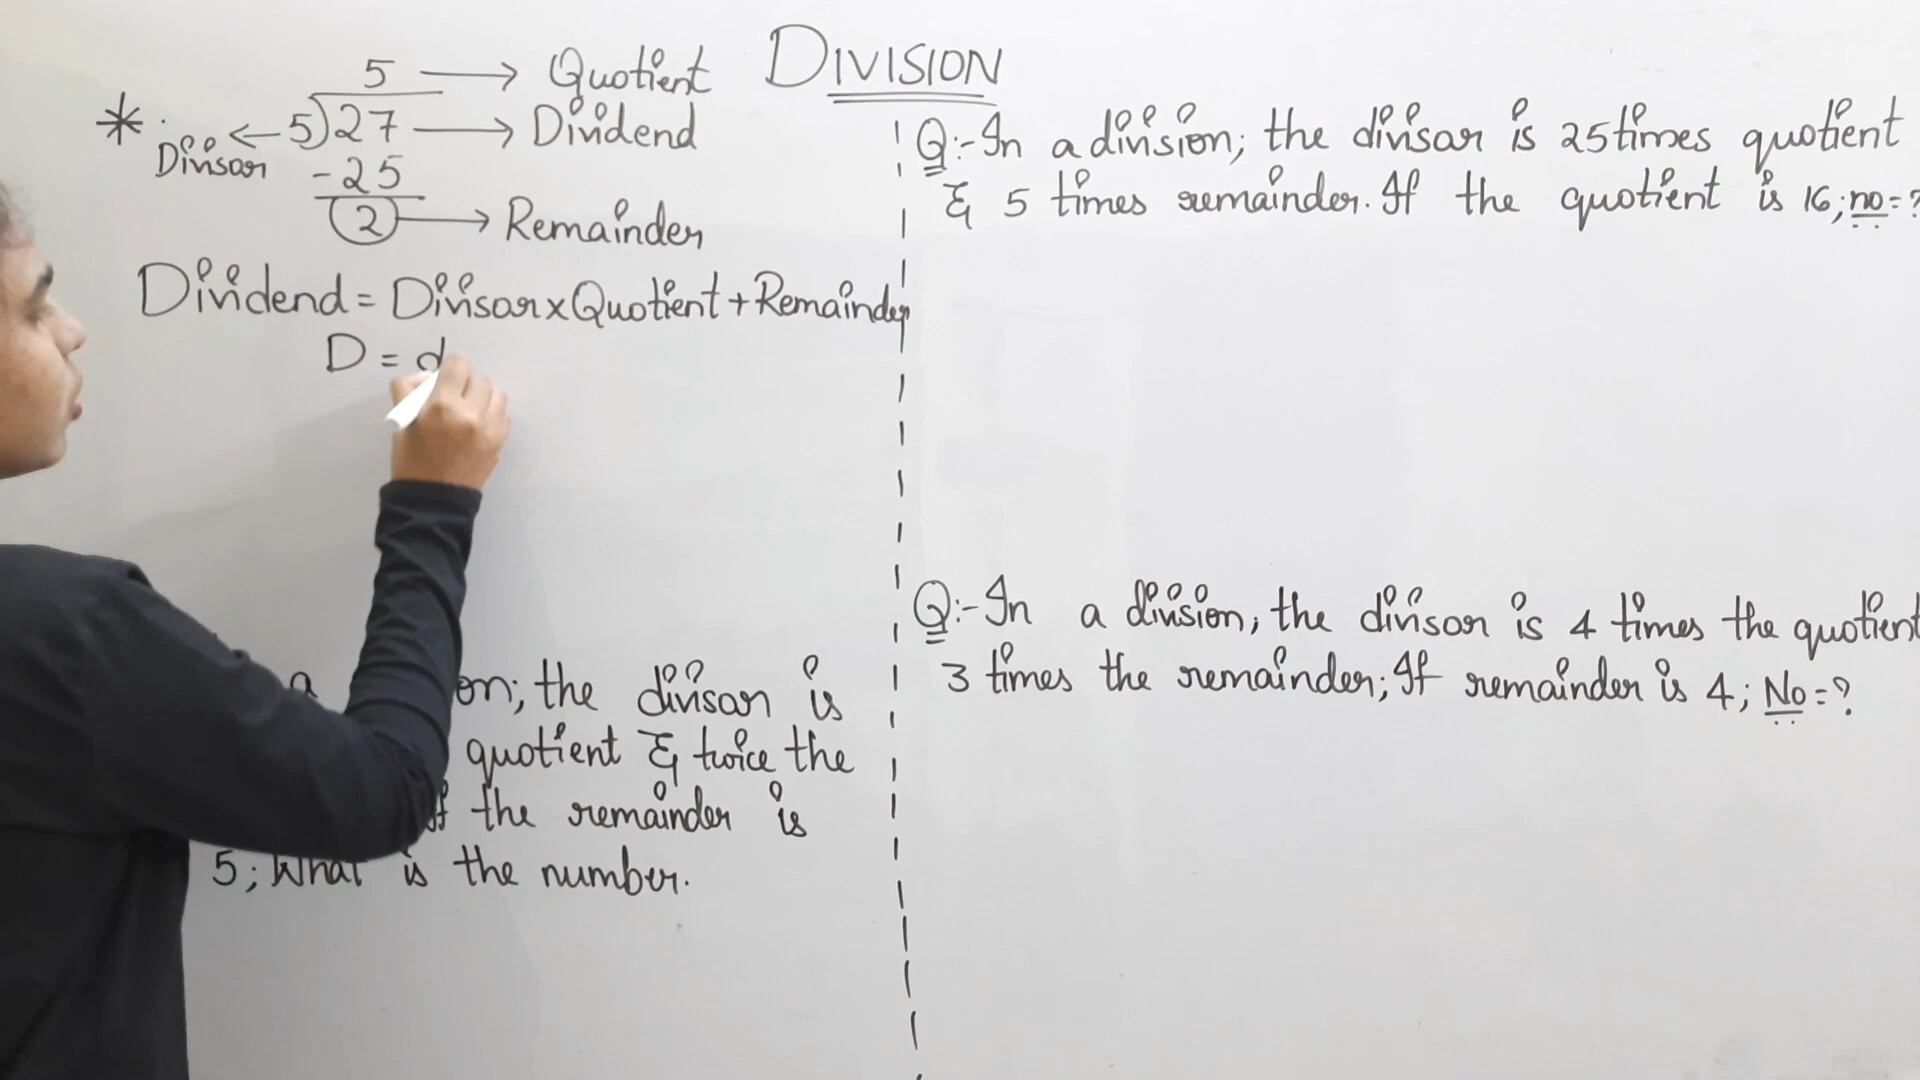 DIVISION
5 → Quotient
* Divisor ← 5)27 → Dividend
-25
2 → Remainder
Dividend = Divisor x Quotient + Remainder
D = d
on; the divisor is
quotient & twice the
If the remainder is
5; What is the number.
Q:- In a division; the divisor is 25 times quotient
& 5 times remainder. If the quotient is 16; no = ?
Q:- In a division, the divisor is 4 times the quotient
3 times the remainder; If remainder is 4; No = ?